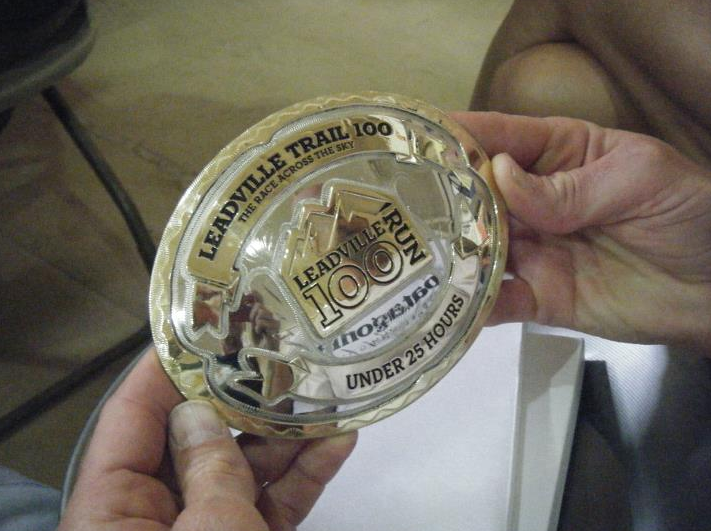 LEADVILLE TRAIL 100
THE RACE ACROSS THE SKY
LEADVILLE
RUN
100
UNDER 25 HOURS